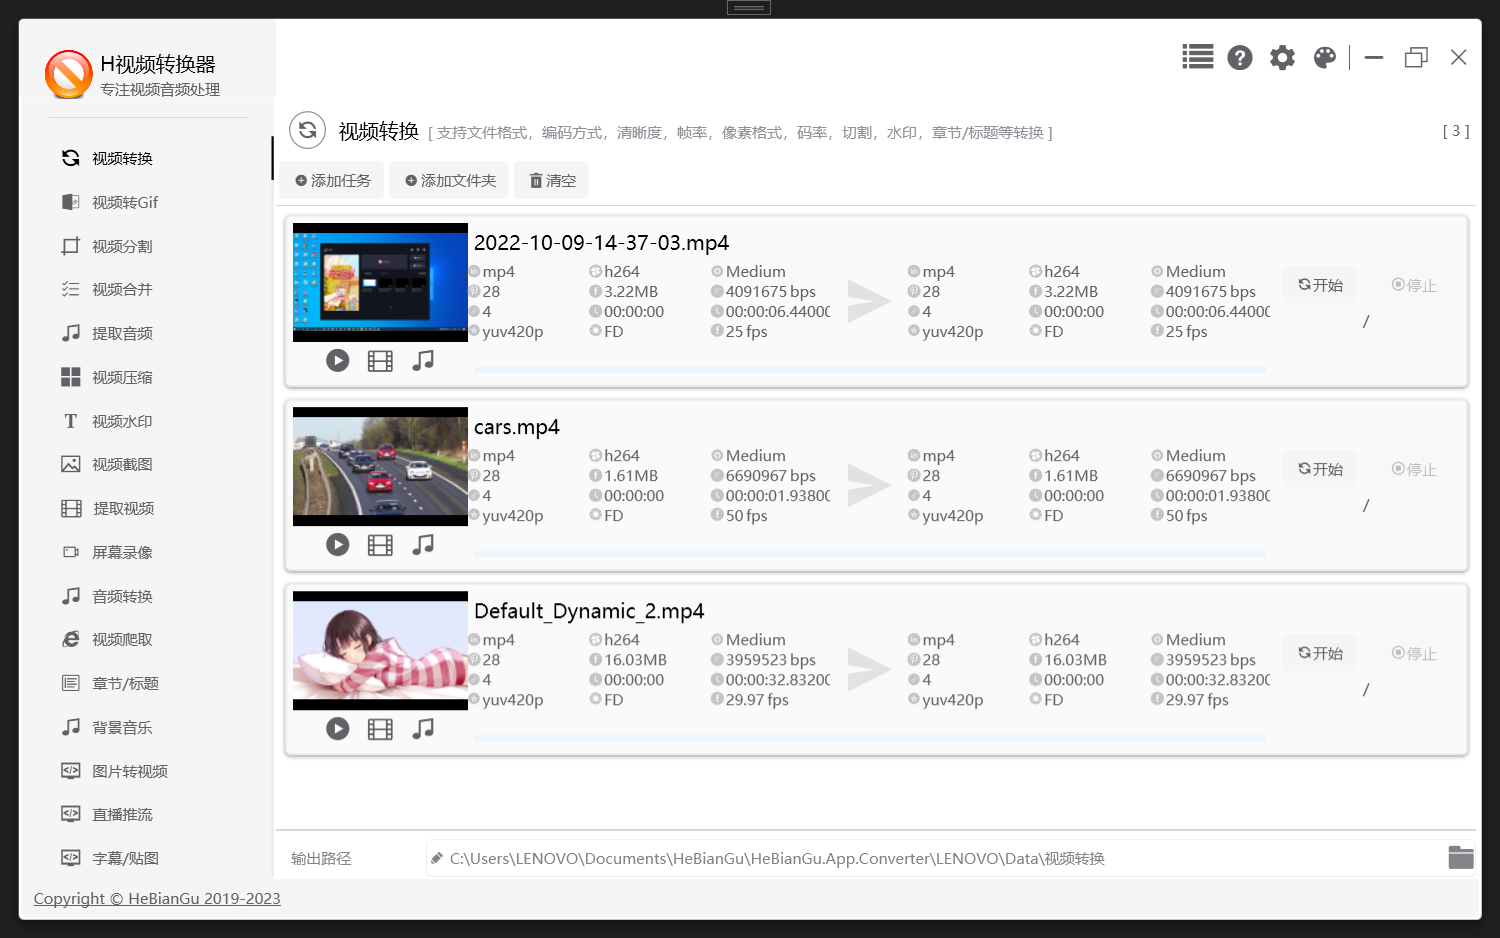 H视频转换器
专注视频音频处理
视频转换
视频转Gif
视频分割
视频合并
提取音频
视频压缩
视频水印
视频截图
提取视频
屏幕录像
音频转换
视频爬取
章节/标题
背景音乐
图片转视频
直播推流
字幕/贴图
视频转换 [ 支持文件格式，编码方式，清晰度，帧率，像素格式，码率，切割，水印，章节/标题等转换 ] [ 3 ]
添加任务 添加文件夹 清空
2022-10-09-14-37-03.mp4
mp4 h264 Medium mp4 h264 Medium
28 3.22MB 4091675 bps 28 3.22MB 4091675 bps
4 00:00:00 00:00:06.44000 4 00:00:00 00:00:06.44000
yuv420p FD 25 fps yuv420p FD 25 fps
开始 停止
/
cars.mp4
mp4 h264 Medium mp4 h264 Medium
28 1.61MB 6690967 bps 28 1.61MB 6690967 bps
4 00:00:00 00:00:01.93800 4 00:00:00 00:00:01.93800
yuv420p FD 50 fps yuv420p FD 50 fps
开始 停止
/
Default_Dynamic_2.mp4
mp4 h264 Medium mp4 h264 Medium
28 16.03MB 3959523 bps 28 16.03MB 3959523 bps
4 00:00:00 00:00:32.83200 4 00:00:00 00:00:32.83200
yuv420p FD 29.97 fps yuv420p FD 29.97 fps
开始 停止
/
输出路径 C:\Users\LENOVO\Documents\HeBianGu\HeBianGu.App.Converter\LENOVO\Data\视频转换
Copyright © HeBianGu 2019-2023